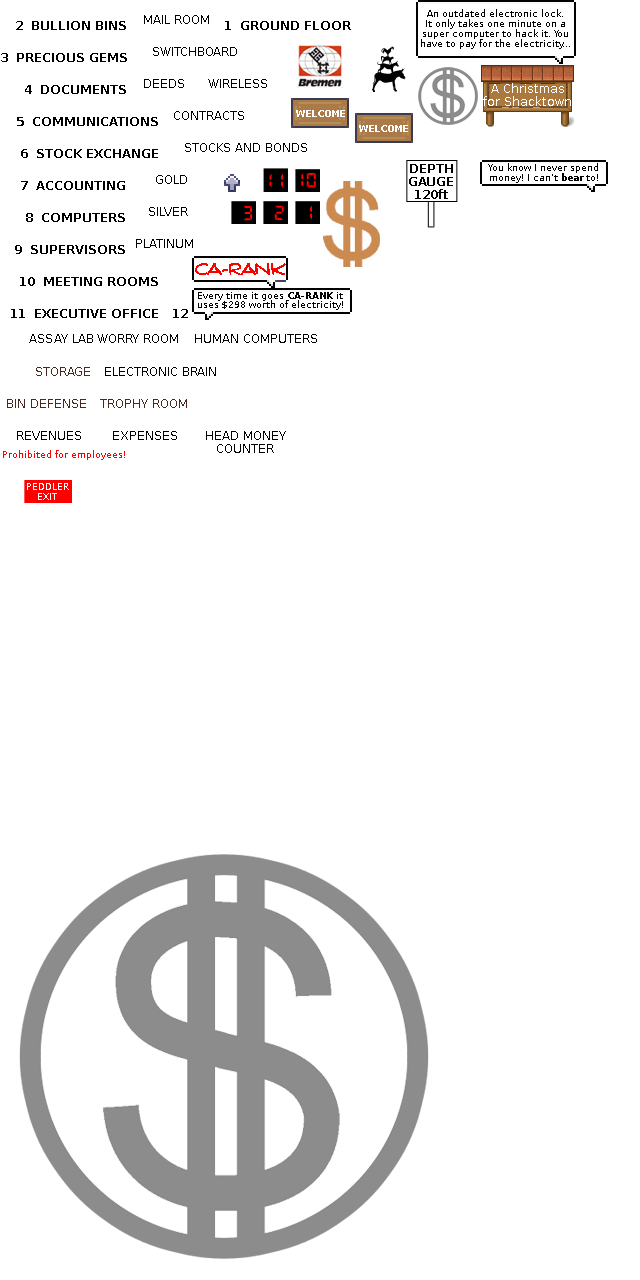 2 BULLION BINS
MAIL ROOM
1 GROUND FLOOR
An outdated electronic lock.
It only takes one minute on a
super computer to hack it. You
have to pay for the electricity...
3 PRECIOUS GEMS
SWITCHBOARD
Bremen
4 DOCUMENTS
DEEDS
WIRELESS
A Christmas
for Shacktown
5 COMMUNICATIONS
CONTRACTS
WELCOME
WELCOME
6 STOCK EXCHANGE
STOCKS AND BONDS
7 ACCOUNTING
GOLD
11
10
DEPTH
GAUGE
120ft
You know I never spend
money! I can't bear to!
8 COMPUTERS
SILVER
3
2
1
$
$
9 SUPERVISORS
PLATINUM
CA-RANK
10 MEETING ROOMS
Every time it goes CA-RANK it
uses $298 worth of electricity!
11 EXECUTIVE OFFICE
12
ASSAY LAB
WORRY ROOM
HUMAN COMPUTERS
STORAGE
ELECTRONIC BRAIN
BIN DEFENSE
TROPHY ROOM
REVENUES
EXPENSES
HEAD MONEY
COUNTER
Prohibited for employees!
PEDDLER
EXIT
$